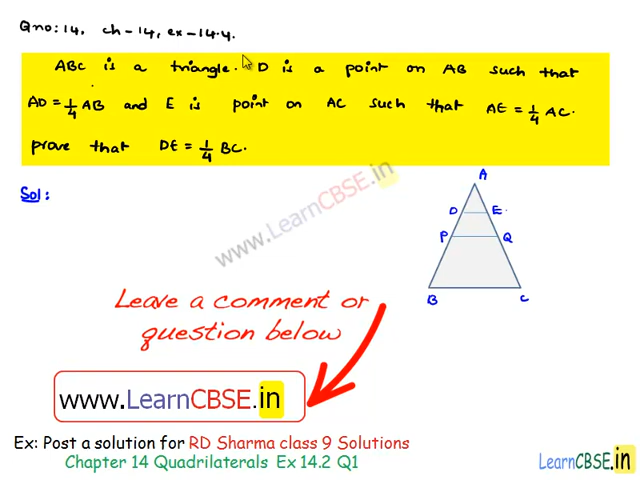 Qno: 14, ch - 14, ex - 14.4.
ABC is a triangle. D is a point on AB such that
AD = 1/4 AB and E is point on AC such that AE = 1/4 AC.
prove that DE = 1/4 BC.
Sol:
www.LearnCBSE.in
A
D E
P Q
B C
Leave a comment or
question below
www.LearnCBSE.in
Ex: Post a solution for RD Sharma class 9 Solutions
Chapter 14 Quadrilaterals Ex 14.2 Q1
LearnCBSE.in